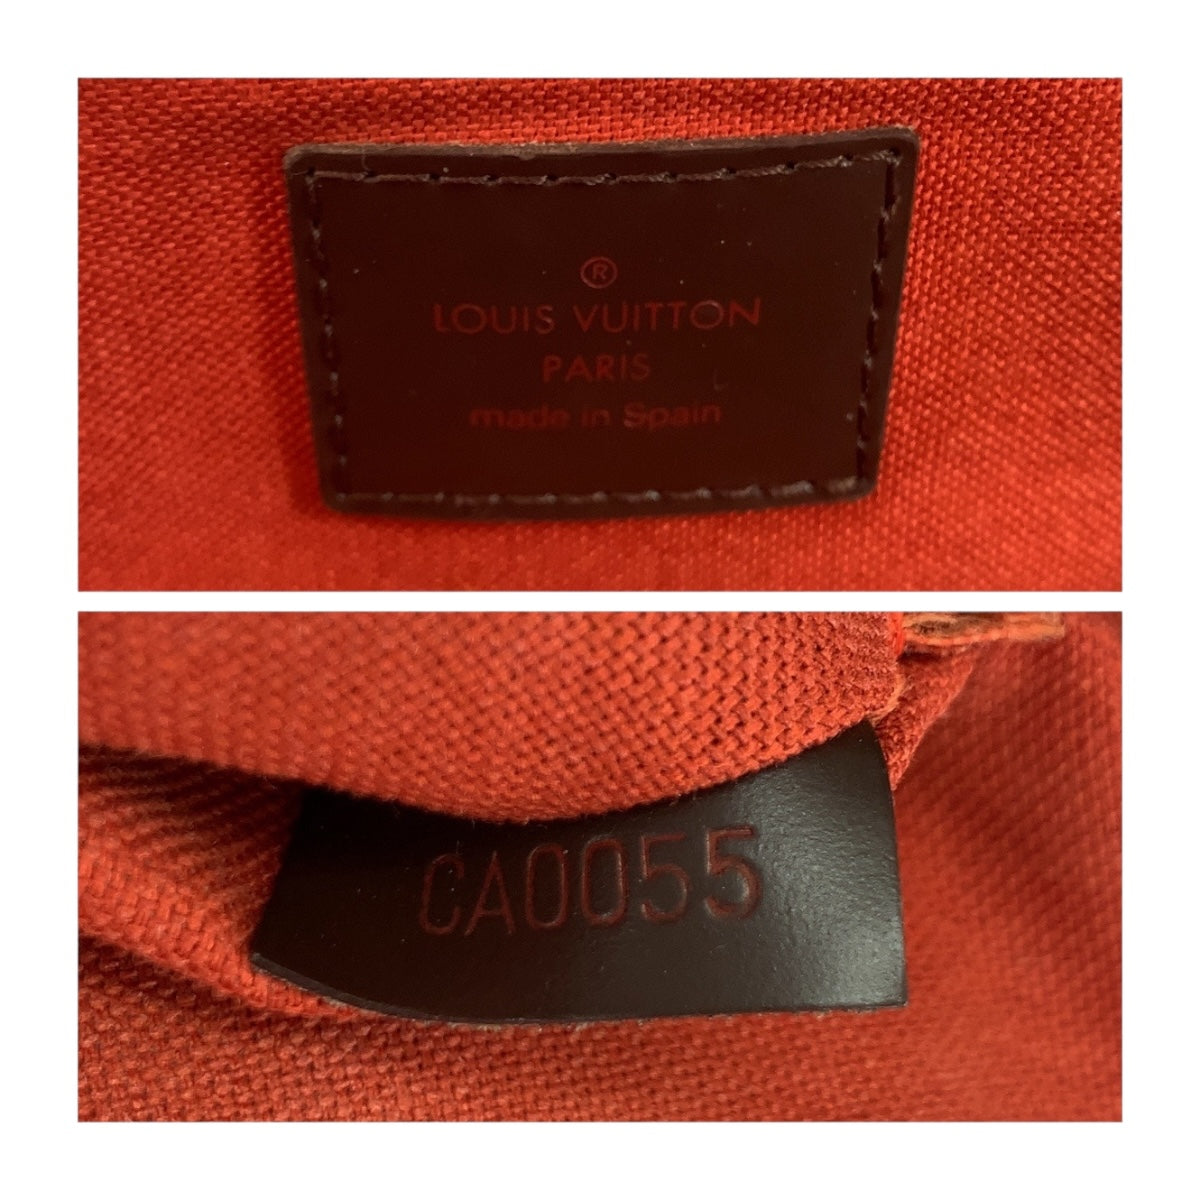 ®
LOUIS VUITTON
PARIS
made in Spain
CA0055